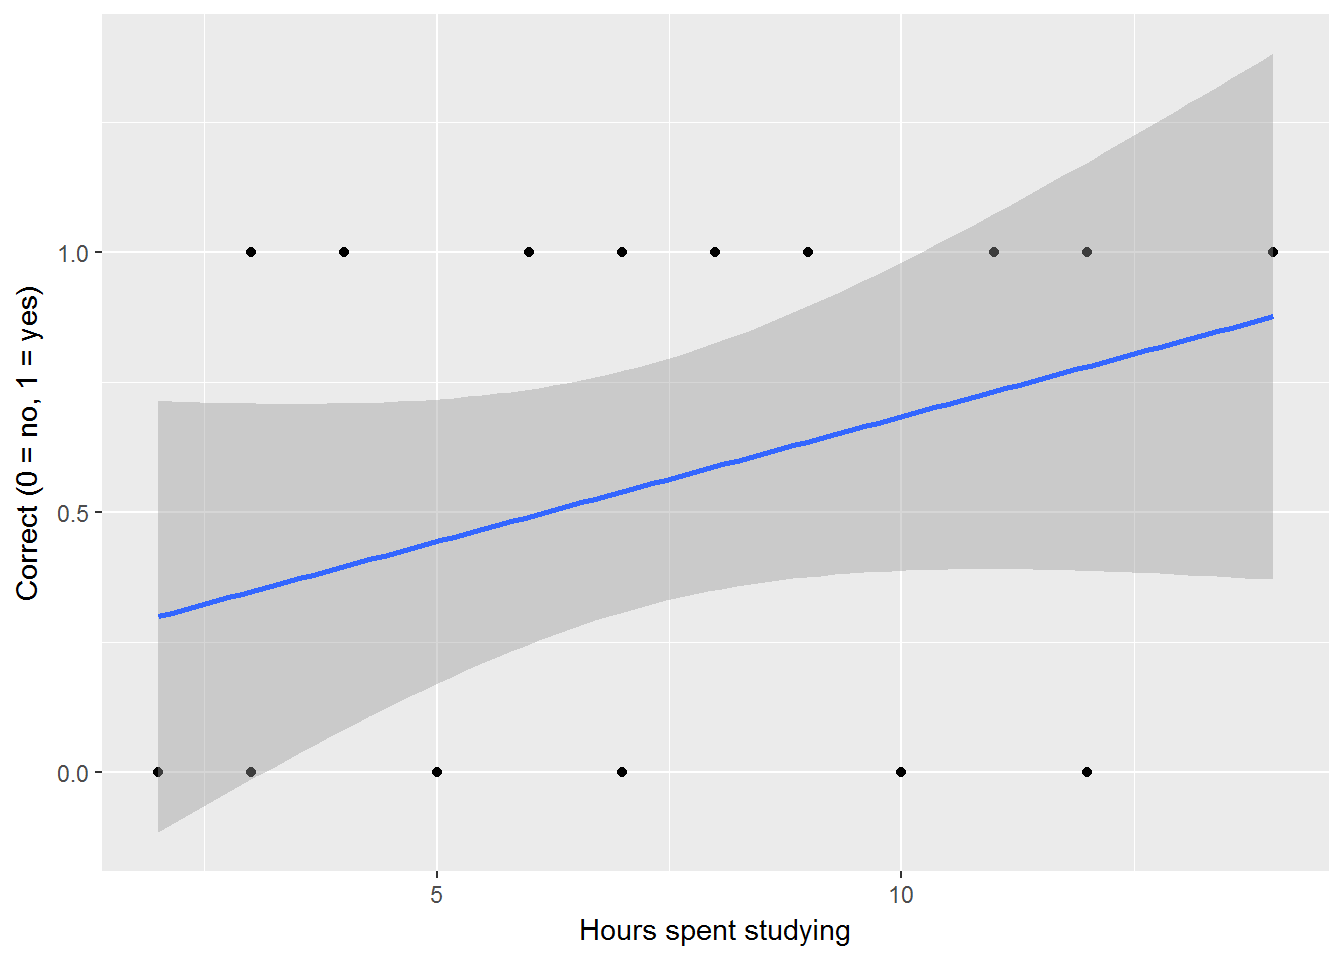 Correct (0 = no, 1 = yes)
1.0
0.5
0.0
5 10
Hours spent studying